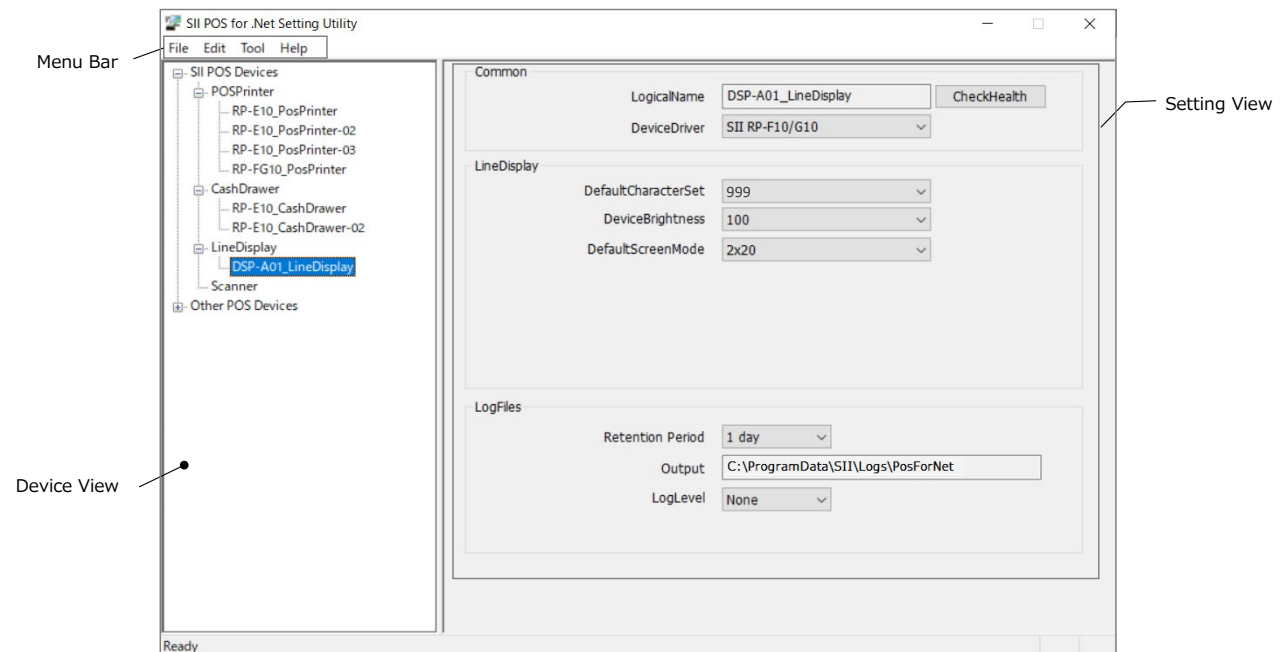 SII POS for .Net Setting Utility
File Edit Tool Help
Menu Bar
SII POS Devices
POSPrinter
RP-E10_PosPrinter
RP-E10_PosPrinter-02
RP-E10_PosPrinter-03
RP-FG10_PosPrinter
CashDrawer
RP-E10_CashDrawer
RP-E10_CashDrawer-02
LineDisplay
DSP-A01_LineDisplay
Scanner
Other POS Devices
Device View
Common
LogicalName DSP-A01_LineDisplay CheckHealth
DeviceDriver SII RP-F10/G10
Setting View
LineDisplay
DefaultCharacterSet 999
DeviceBrightness 100
DefaultScreenMode 2x20
LogFiles
Retention Period 1 day
Output C:\ProgramData\SII\Logs\PosForNet
LogLevel None
Ready